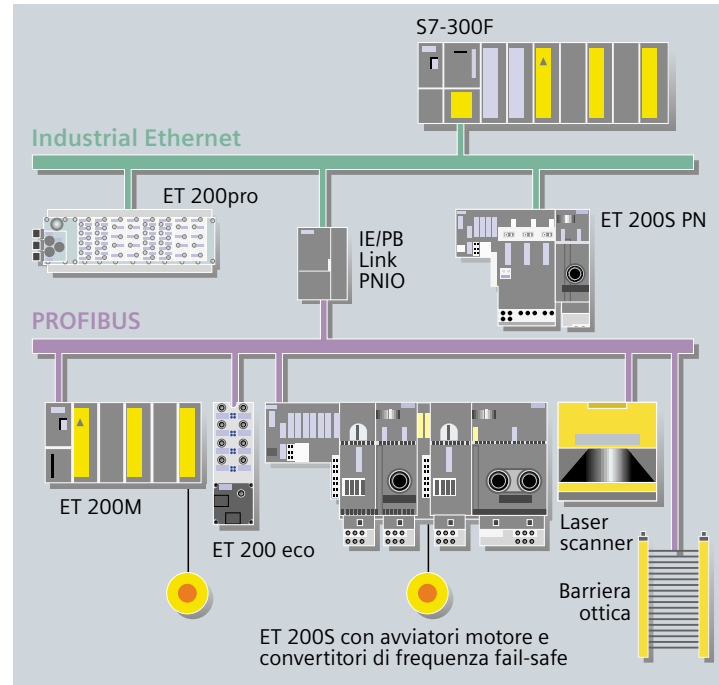 S7-300F
Industrial Ethernet
ET 200pro
ET 200S PN
IE/PB
Link
PNIO
PROFIBUS
ET 200M
ET 200 eco
Laser
scanner
Barriera
ottica
ET 200S con avviatori motore e
convertitori di frequenza fail-safe